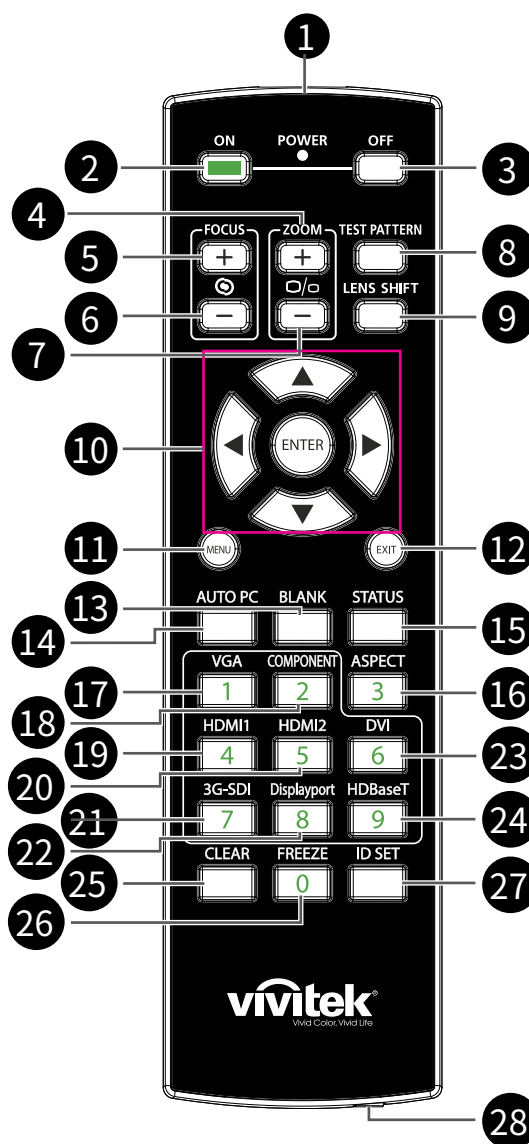 1
ON POWER OFF
2
3
4
FOCUS ZOOM TEST PATTERN
5
+ +
8
6
LENS SHIFT
− −
9
7
10
ENTER
11
MENU EXIT
12
13
AUTO PC BLANK STATUS
14
15
VGA COMPONENT ASPECT
17
1 2 3
16
18
HDMI1 HDMI2 DVI
19
4 5 6
23
20
3G-SDI Displayport HDBaseT
21
7 8 9
24
22
CLEAR FREEZE ID SET
25
0
27
26
vivitek®
Vivid Color, Vivid Life
28